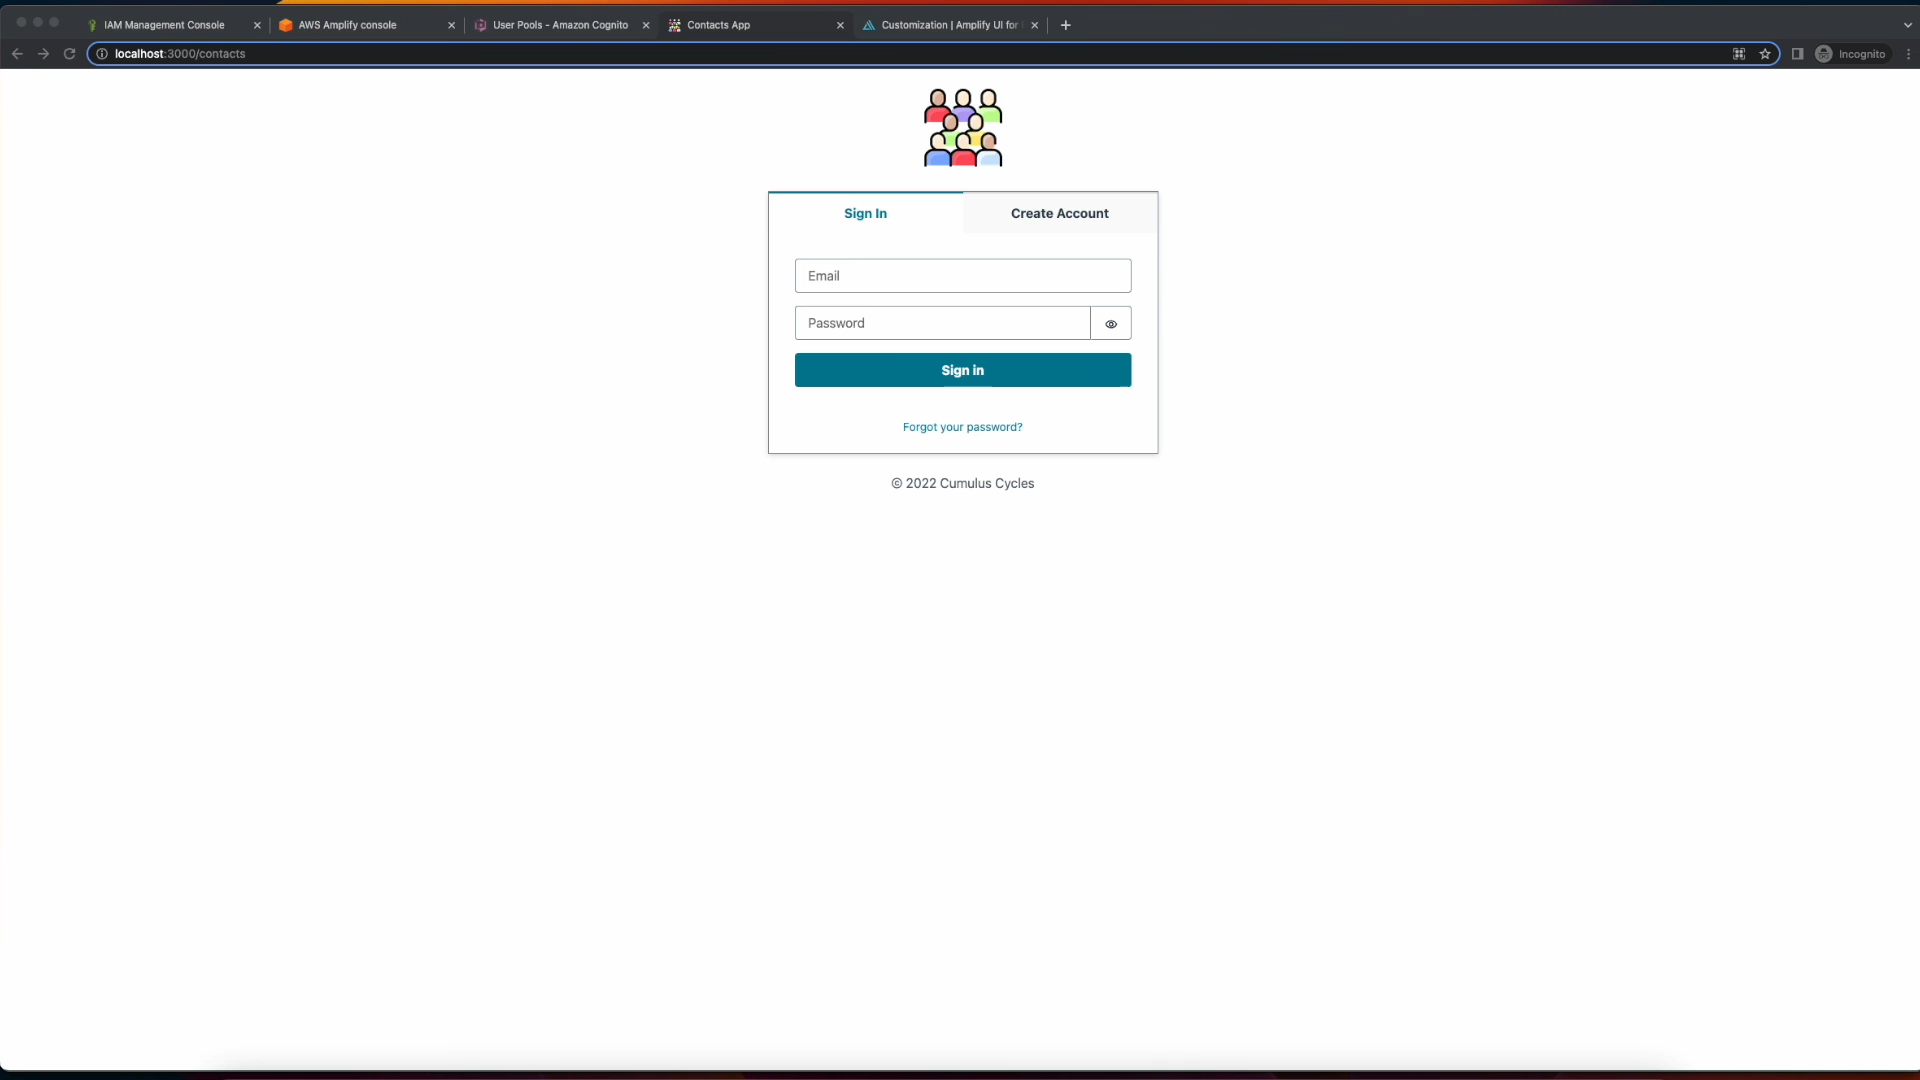 IAM Management Console
AWS Amplify console
User Pools - Amazon Cognito
Contacts App
Customization | Amplify UI for
localhost:3000/contacts
Incognito
Sign In
Create Account
Email
Password
Sign in
Forgot your password?
© 2022 Cumulus Cycles